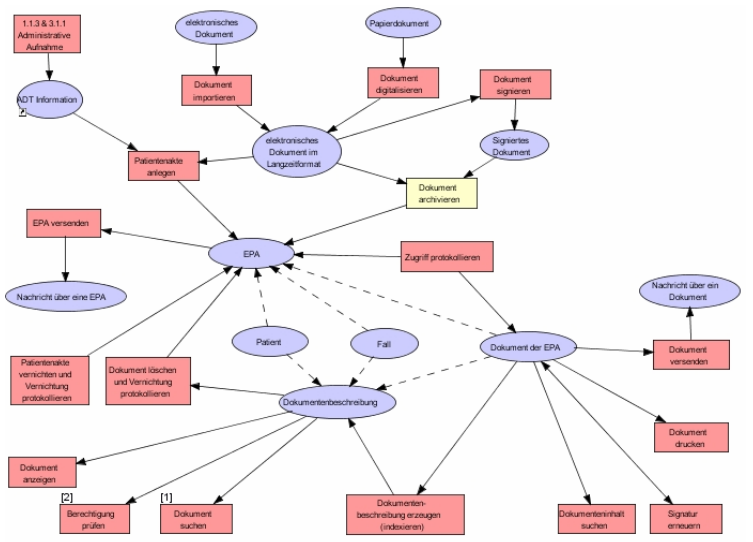 1.1.3 & 3.1.1
Administrative
Aufnahme
elektronisches
Dokument
Papierdokument
ADT Information
Dokument
importieren
Dokument
digitalisieren
Dokument
signieren
elektronisches
Dokument im
Langzeitformat
Signiertes
Dokument
Patientenakte
anlegen
Dokument
archivieren
EPA versenden
EPA
Zugriff protokollieren
Nachricht über eine EPA
Nachricht über ein
Dokument
Patient
Fall
Dokument der EPA
Dokument
versenden
Patientenakte
vernichten und
Vernichtung
protokollieren
Dokument löschen
und Vernichtung
protokollieren
Dokumentenbeschreibung
Dokument
drucken
Dokument
anzeigen
[2]
Berechtigung
prüfen
[1]
Dokument
suchen
Dokumenten-
beschreibung erzeugen
(indexieren)
Dokumenteninhalt
suchen
Signatur
erneuern